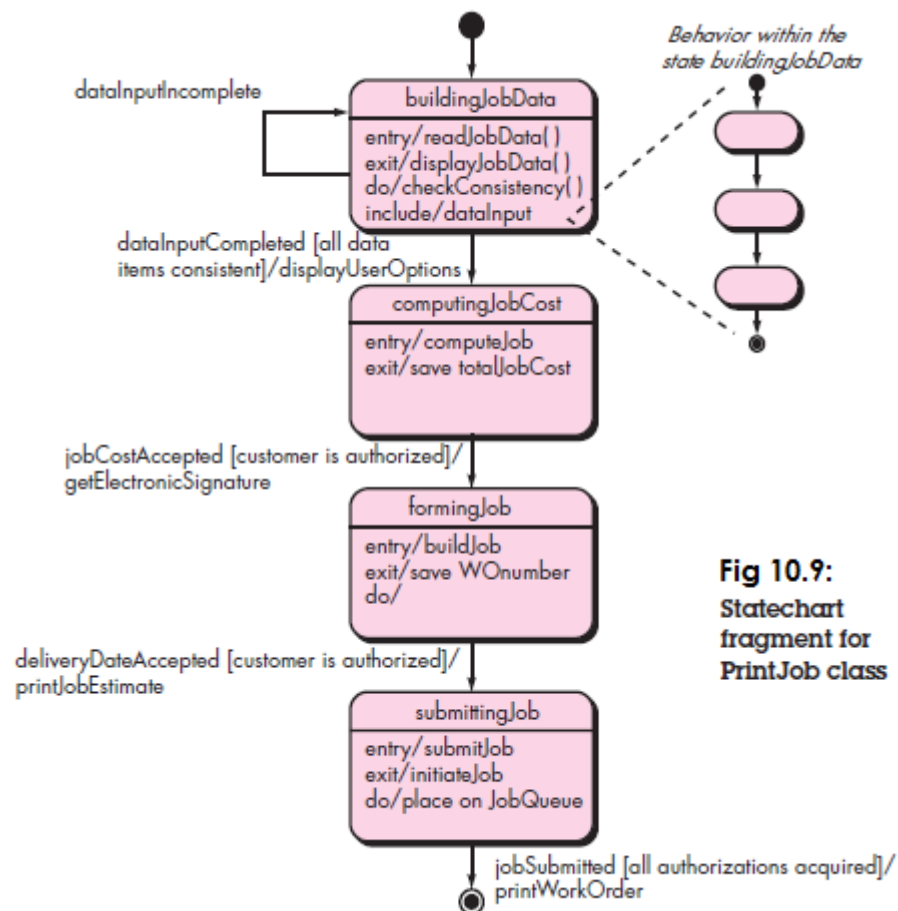 Behavior within the
state buildingJobData
dataInputIncomplete
buildingJobData
entry/readJobData( )
exit/displayJobData( )
do/checkConsistency( )
include/dataInput
dataInputCompleted [all data
items consistent]/displayUserOptions
computingJobCost
entry/computeJob
exit/save totalJobCost
jobCostAccepted [customer is authorized]/
getElectronicSignature
formingJob
entry/buildJob
exit/save WOnumber
do/
Fig 10.9:
Statechart
fragment for
PrintJob class
deliveryDateAccepted [customer is authorized]/
printJobEstimate
submittingJob
entry/submitJob
exit/initiateJob
do/place on JobQueue
jobSubmitted [all authorizations acquired]/
printWorkOrder